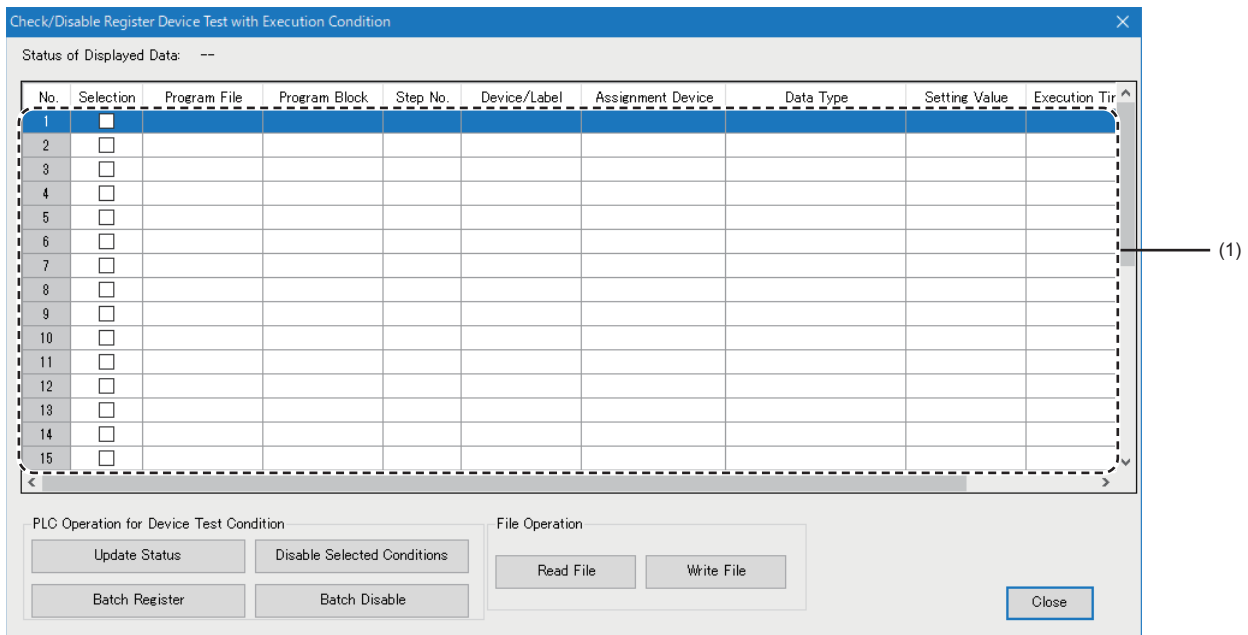 Check/Disable Register Device Test with Execution Condition
Status of Displayed Data: --
No. Selection Program File Program Block Step No. Device/Label Assignment Device Data Type Setting Value Execution Tir
1
2
3
4
5
6
7
(1)
8
9
10
11
12
13
14
15
PLC Operation for Device Test Condition File Operation
Update Status Disable Selected Conditions
Read File Write File
Batch Register Batch Disable
Close